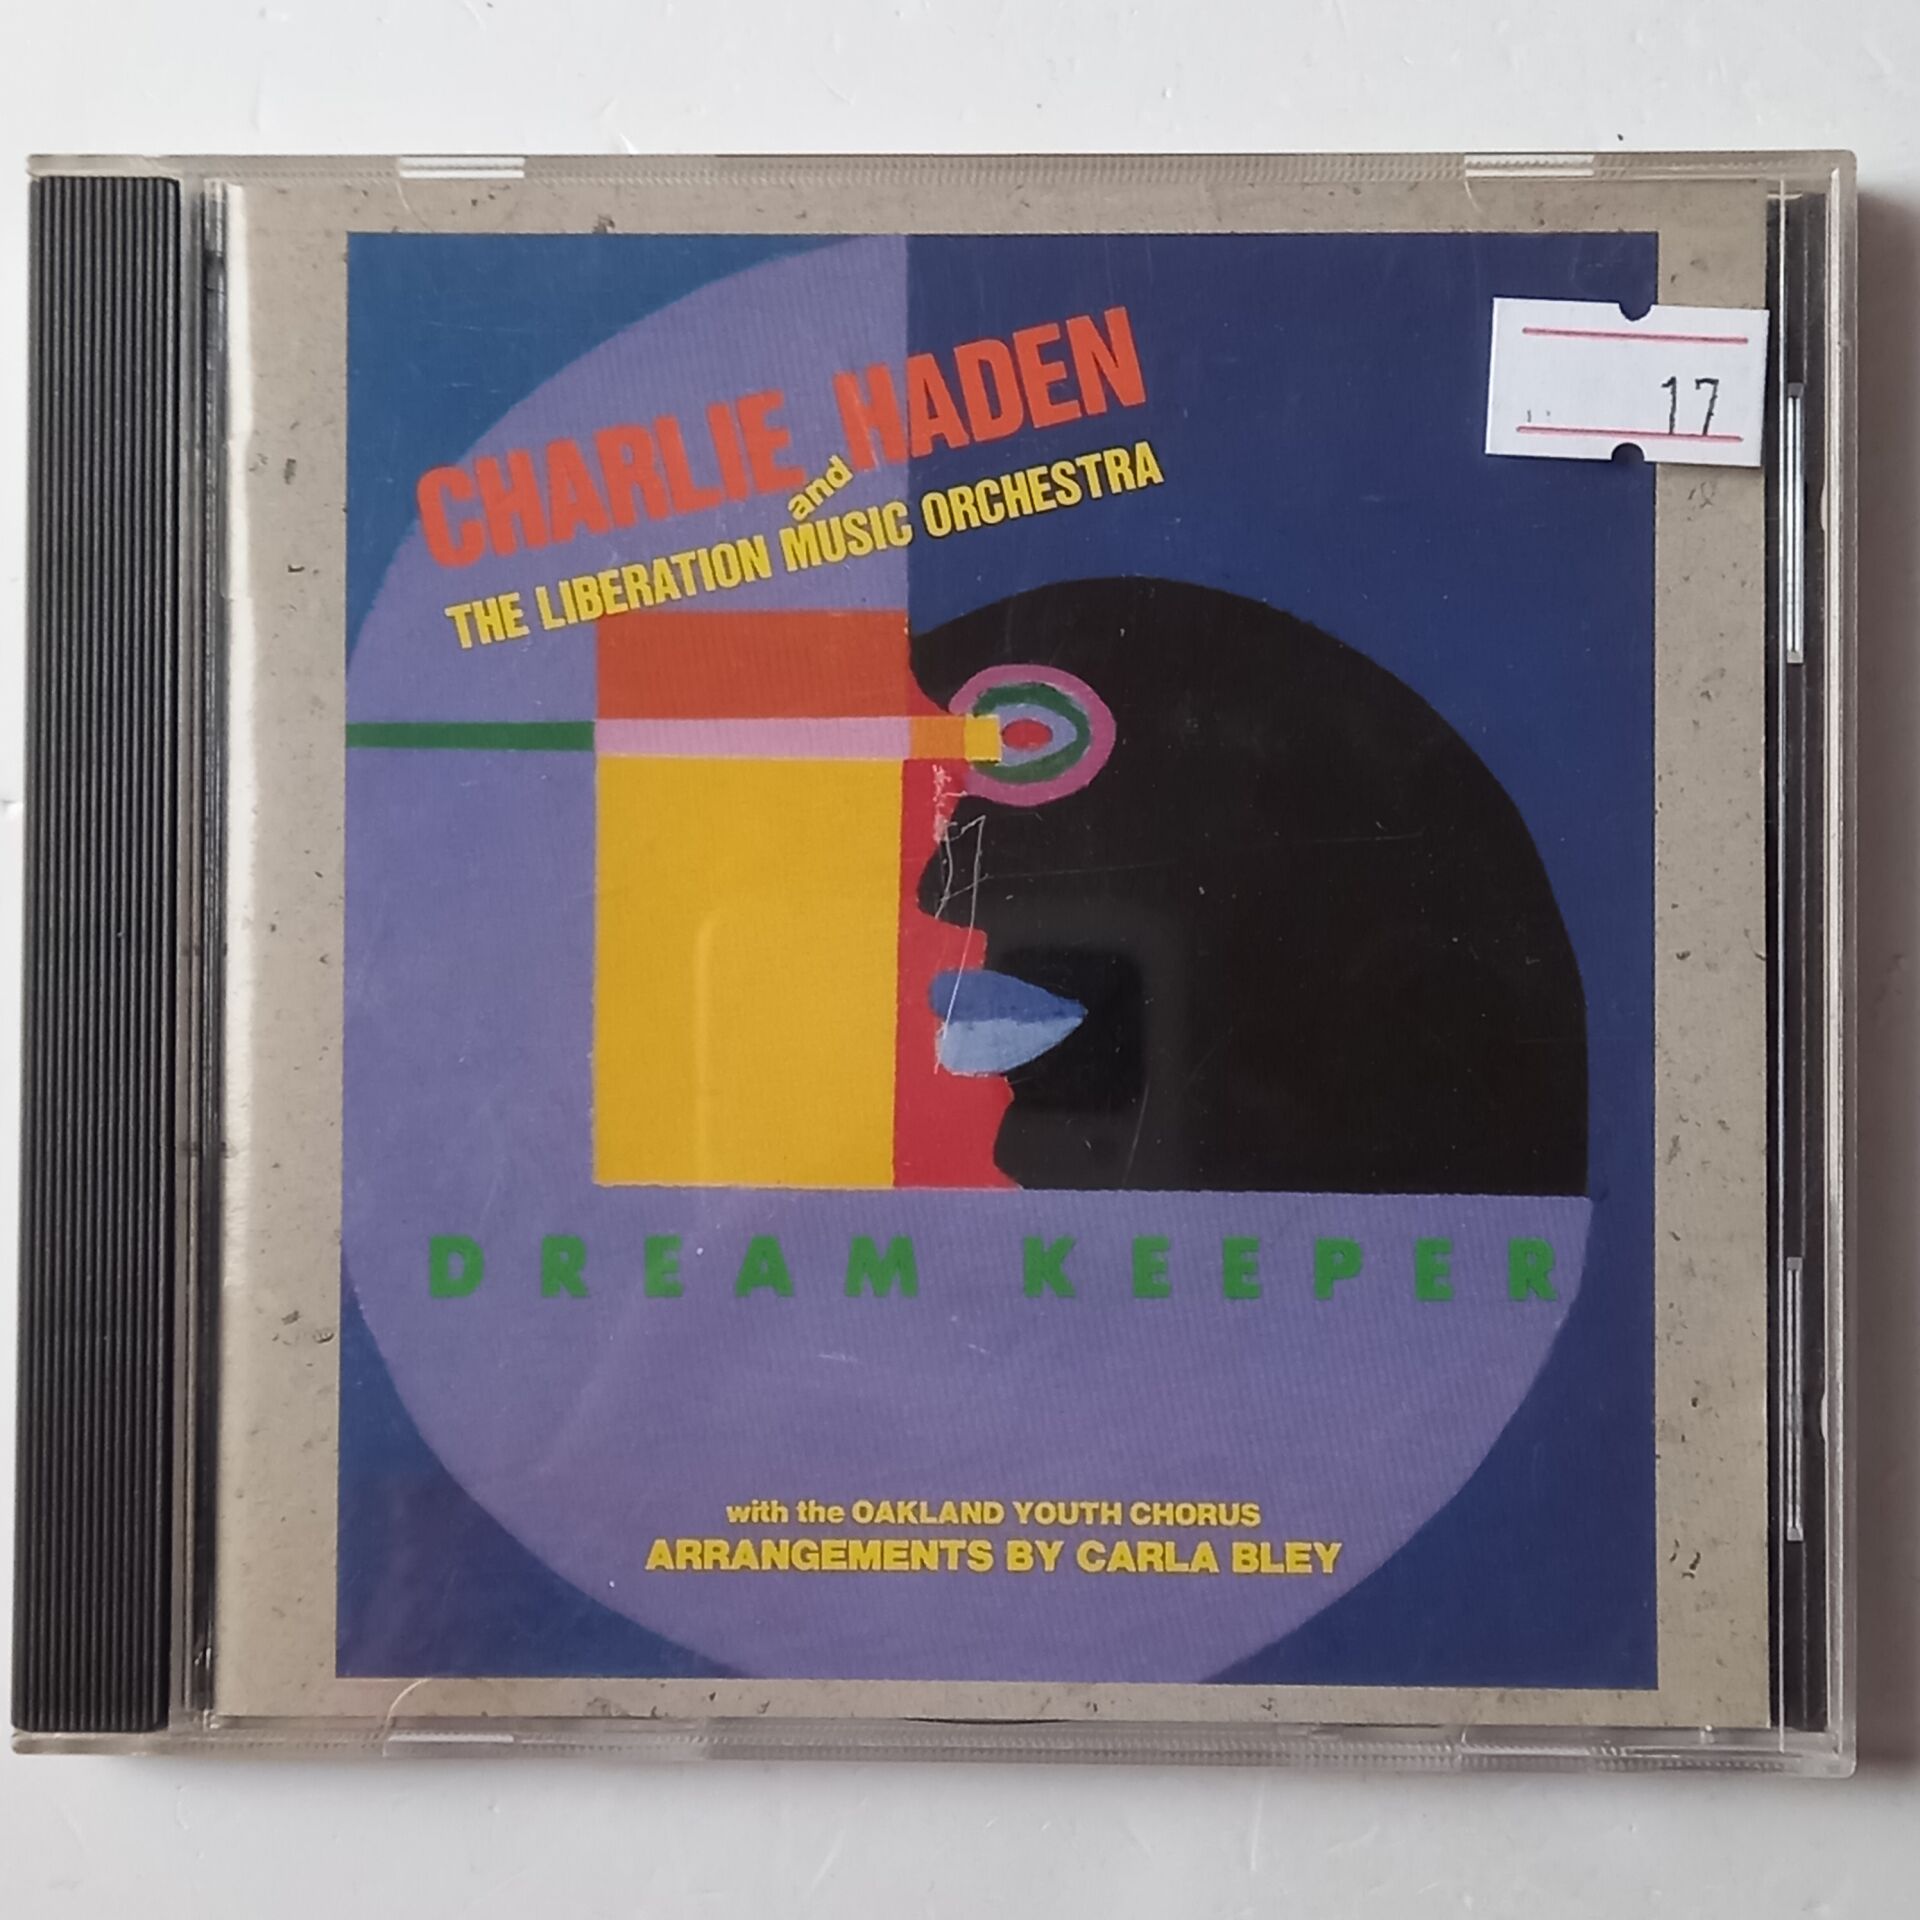 CHARLIE HADEN
and
THE LIBERATION MUSIC ORCHESTRA
17
DREAM KEEPER
with the OAKLAND YOUTH CHORUS
ARRANGEMENTS BY CARLA BLEY